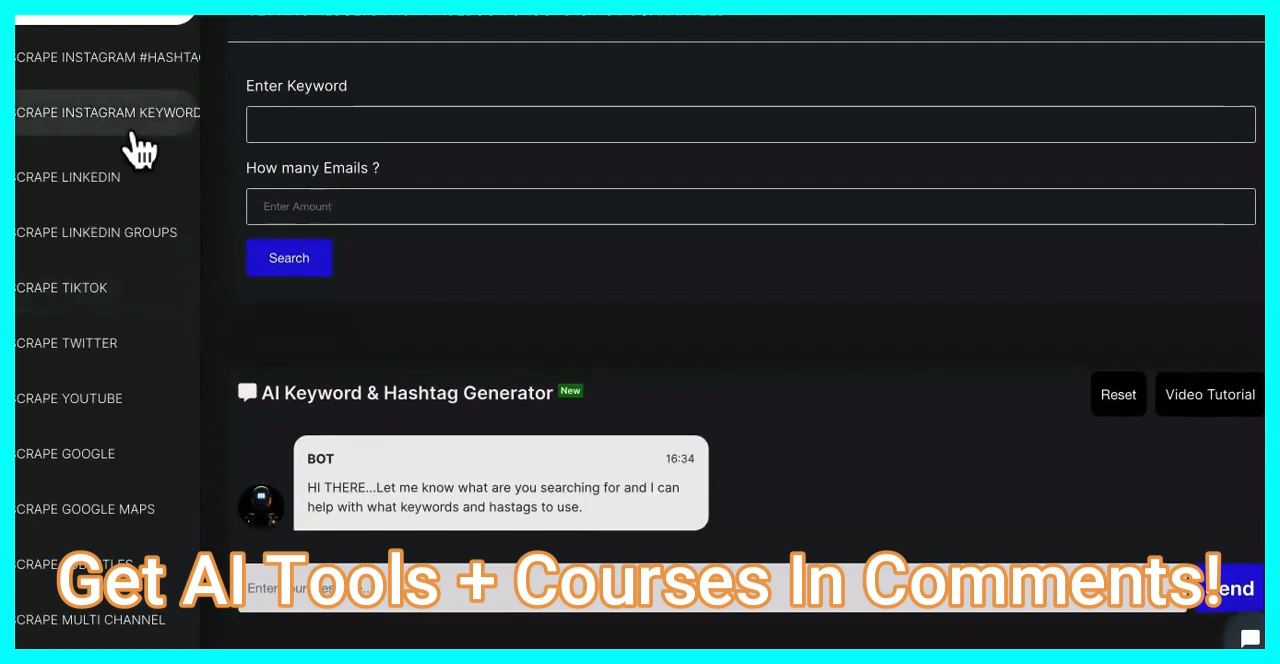 CRAPE INSTAGRAM #HASHTA
CRAPE INSTAGRAM KEYWORD
CRAPE LINKEDIN
CRAPE LINKEDIN GROUPS
CRAPE TIKTOK
CRAPE TWITTER
CRAPE YOUTUBE
CRAPE GOOGLE
CRAPE GOOGLE MAPS
CRAPE MULTI CHANNEL
Enter Keyword
How many Emails ?
Enter Amount
Search
AI Keyword & Hashtag Generator New
Reset
Video Tutorial
BOT 16:34
HI THERE...Let me know what are you searching for and I can
help with what keywords and hastags to use.
Get AI Tools + Courses In Comments!